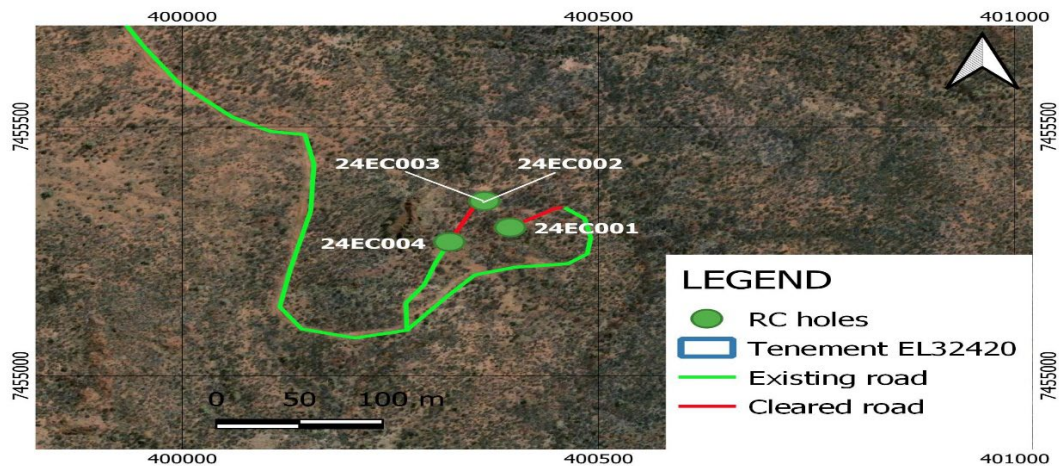 400000 400500 401000
7455500 7455500
24EC003 24EC002
24EC004 24EC001
LEGEND
RC holes
Tenement EL32420
Existing road
Cleared road
7455000 7455000
0 50 100 m
400000 400500 401000